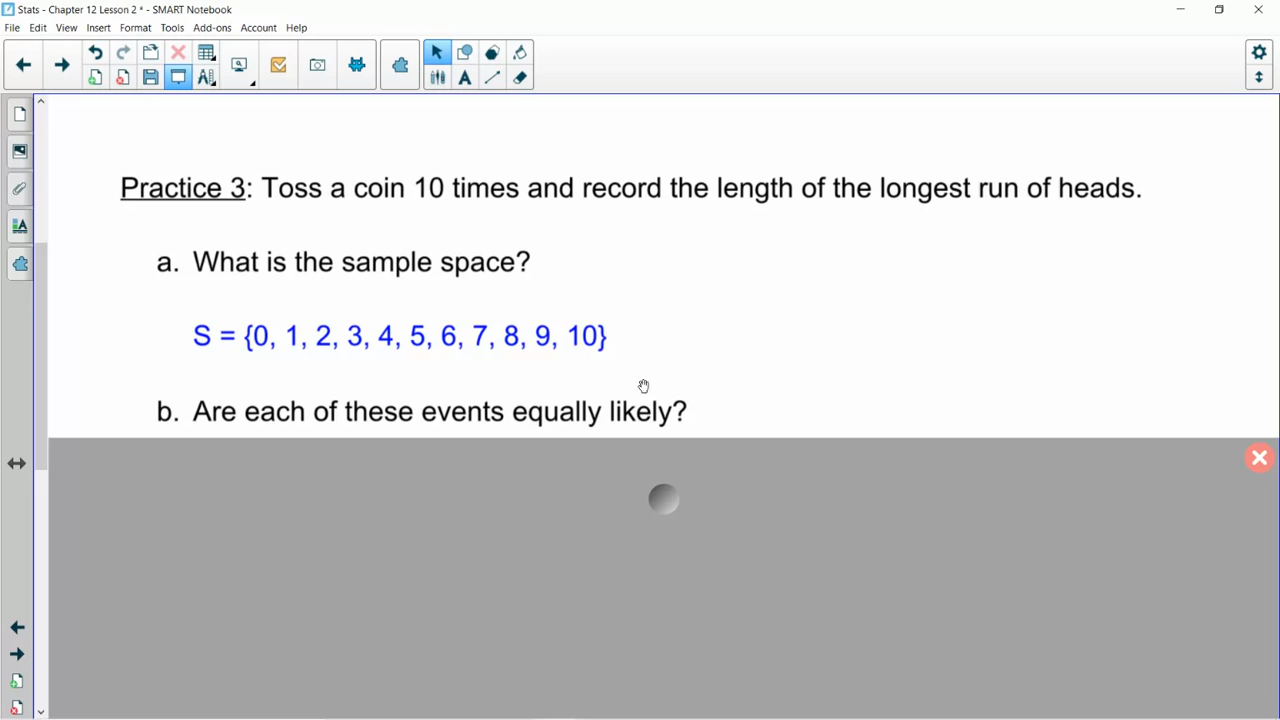 Stats - Chapter 12 Lesson 2 * - SMART Notebook
File Edit View Insert Format Tools Add-ons Account Help
Practice 3: Toss a coin 10 times and record the length of the longest run of heads.
a. What is the sample space?
S = {0, 1, 2, 3, 4, 5, 6, 7, 8, 9, 10}
b. Are each of these events equally likely?